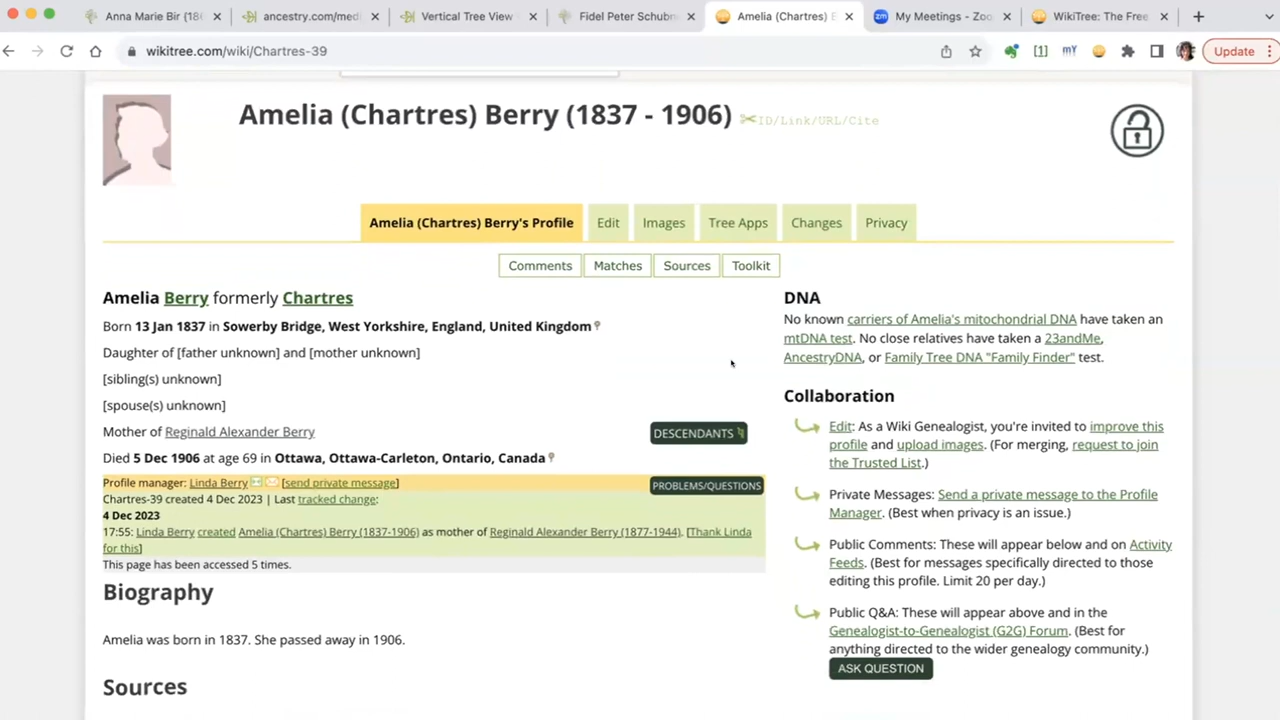 Anna Marie Bir (18
ancestry.com/medi
Vertical Tree View
Fidel Peter Schubm
Amelia (Chartres) B
My Meetings - Zoo
WikiTree: The Free
wikitree.com/wiki/Chartres-39
[1]
mY
Update
Amelia (Chartres) Berry (1837 - 1906)
ID/Link/URL/Cite
Amelia (Chartres) Berry's Profile
Edit
Images
Tree Apps
Changes
Privacy
Comments
Matches
Sources
Toolkit
Amelia Berry formerly Chartres
Born 13 Jan 1837 in Sowerby Bridge, West Yorkshire, England, United Kingdom
Daughter of [father unknown] and [mother unknown]
[sibling(s) unknown]
[spouse(s) unknown]
Mother of Reginald Alexander Berry
DESCENDANTS
Died 5 Dec 1906 at age 69 in Ottawa, Ottawa-Carleton, Ontario, Canada
Profile manager: Linda Berry [send private message]
PROBLEMS/QUESTIONS
Chartres-39 created 4 Dec 2023 | Last tracked change:
4 Dec 2023
17:55: Linda Berry created Amelia (Chartres) Berry (1837-1906) as mother of Reginald Alexander Berry (1877-1944). [Thank Linda
for this]
This page has been accessed 5 times.
Biography
Amelia was born in 1837. She passed away in 1906.
Sources
DNA
No known carriers of Amelia's mitochondrial DNA have taken an
mtDNA test. No close relatives have taken a 23andMe,
AncestryDNA, or Family Tree DNA "Family Finder" test.
Collaboration
Edit: As a Wiki Genealogist, you're invited to improve this
profile and upload images. (For merging, request to join
the Trusted List.)
Private Messages: Send a private message to the Profile
Manager. (Best when privacy is an issue.)
Public Comments: These will appear below and on Activity
Feeds. (Best for messages specifically directed to those
editing this profile. Limit 20 per day.)
Public Q&A: These will appear above and in the
Genealogist-to-Genealogist (G2G) Forum. (Best for
anything directed to the wider genealogy community.)
ASK QUESTION